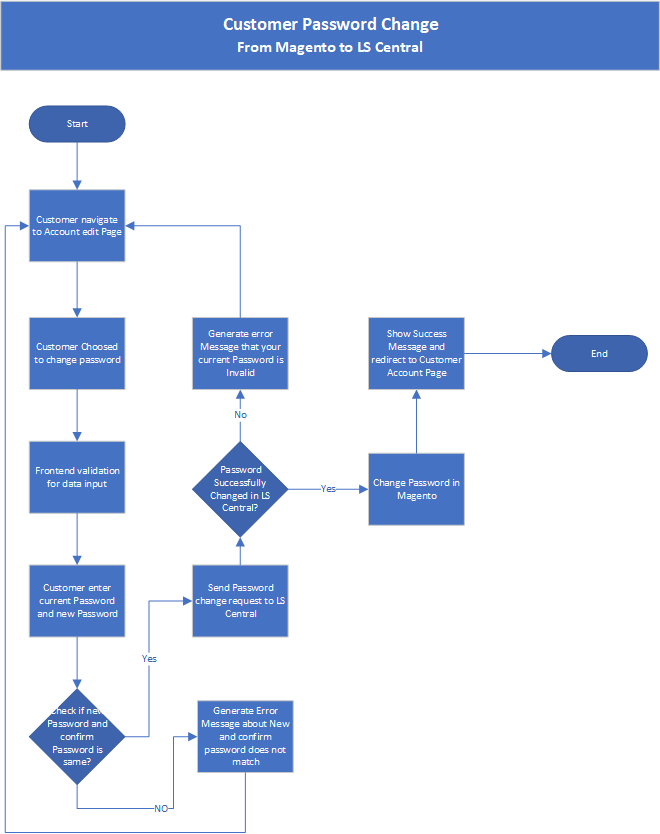 Customer Password Change
From Magento to LS Central
Start
Customer navigate
to Account edit Page
Customer Choosed
to change password
Frontend validation
for data input
Customer enter
current Password
and new Password
Check if new
Password and
confirm
Password is
same?
Yes
NO
Generate Error
Message about New
and confirm
password does not
match
Send Password
change request to LS
Central
Password
Successfully
Changed in LS
Central?
No
Generate error
Message that your
current Password is
Invalid
Yes
Change Password in
Magento
Show Success
Message and
redirect to Customer
Account Page
End